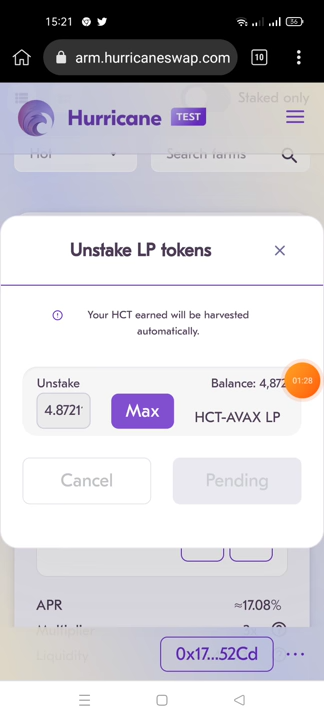 15:21
56
arm.hurricaneswap.com
10
Staked only
Hurricane TEST
Hot
Search farms
Unstake LP tokens
Your HCT earned will be harvested
automatically.
Unstake
Balance: 4,872
01:28
4.8721
Max
HCT-AVAX LP
Cancel
Pending
APR
≈17.08%
Multiplier
Liquidity
0x17...52Cd